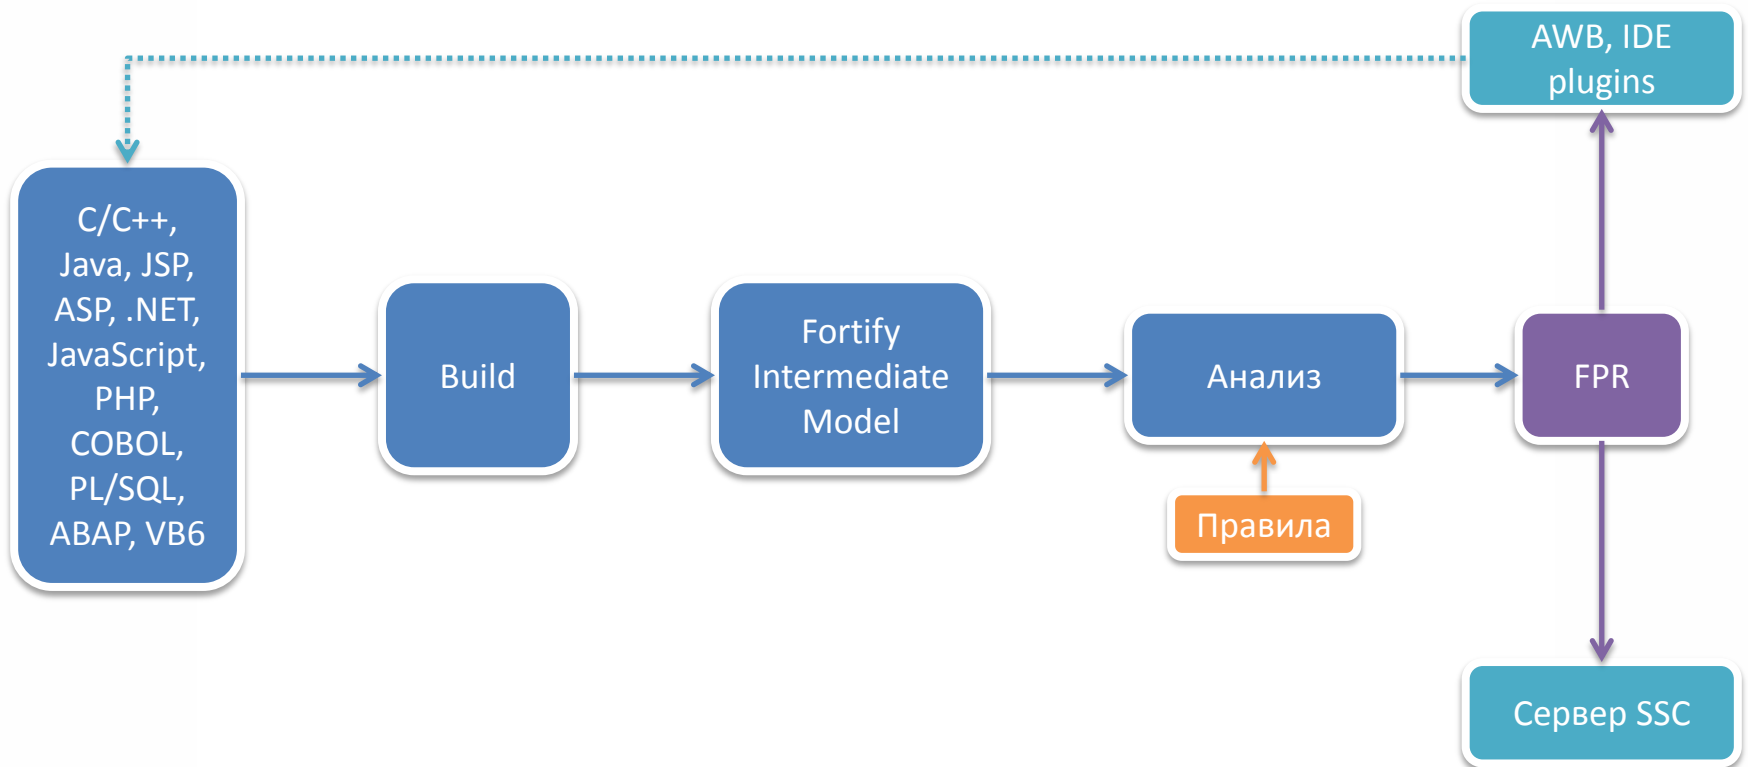 AWB, IDE
plugins
C/C++,
Java, JSP,
ASP, .NET,
JavaScript,
PHP,
COBOL,
PL/SQL,
ABAP, VB6
Build
Fortify
Intermediate
Model
Анализ
FPR
Правила
Сервер SSC